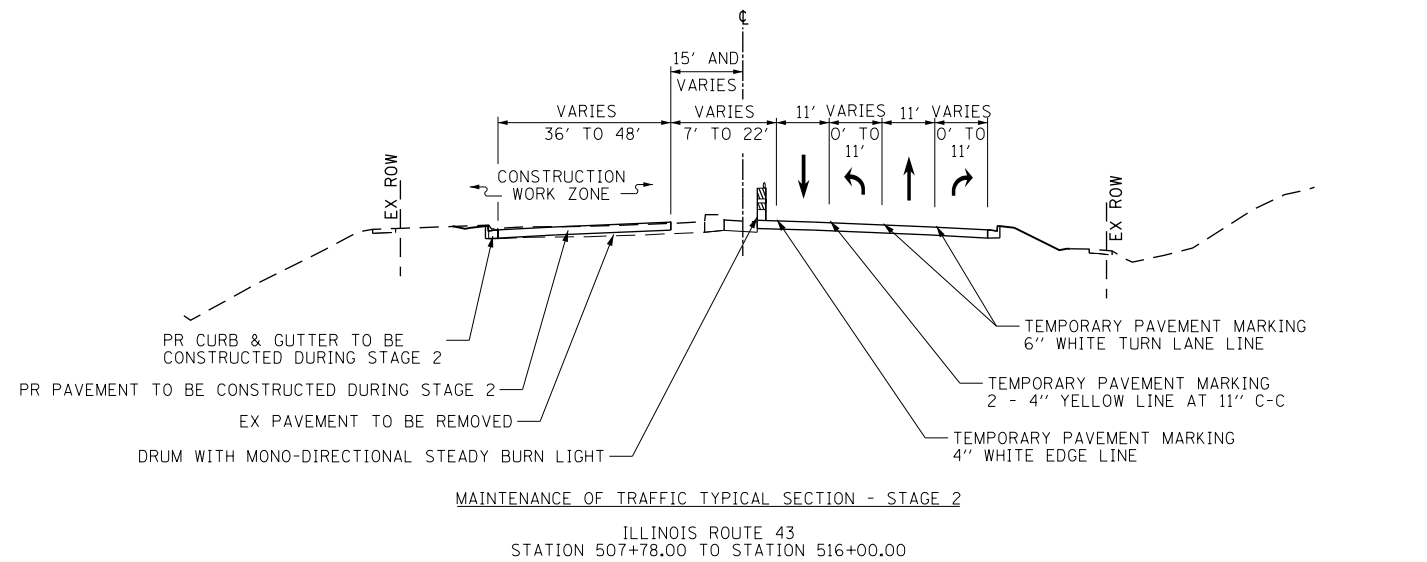 ℄
15' AND
VARIES
VARIES
36' TO 48'
VARIES
7' TO 22'
11'
VARIES
0' TO
11'
11'
VARIES
0' TO
11'
EX ROW
CONSTRUCTION
WORK ZONE
EX ROW
PR CURB & GUTTER TO BE
CONSTRUCTED DURING STAGE 2
PR PAVEMENT TO BE CONSTRUCTED DURING STAGE 2
EX PAVEMENT TO BE REMOVED
DRUM WITH MONO-DIRECTIONAL STEADY BURN LIGHT
TEMPORARY PAVEMENT MARKING
6'' WHITE TURN LANE LINE
TEMPORARY PAVEMENT MARKING
2 - 4'' YELLOW LINE AT 11'' C-C
TEMPORARY PAVEMENT MARKING
4'' WHITE EDGE LINE
MAINTENANCE OF TRAFFIC TYPICAL SECTION - STAGE 2
ILLINOIS ROUTE 43
STATION 507+78.00 TO STATION 516+00.00